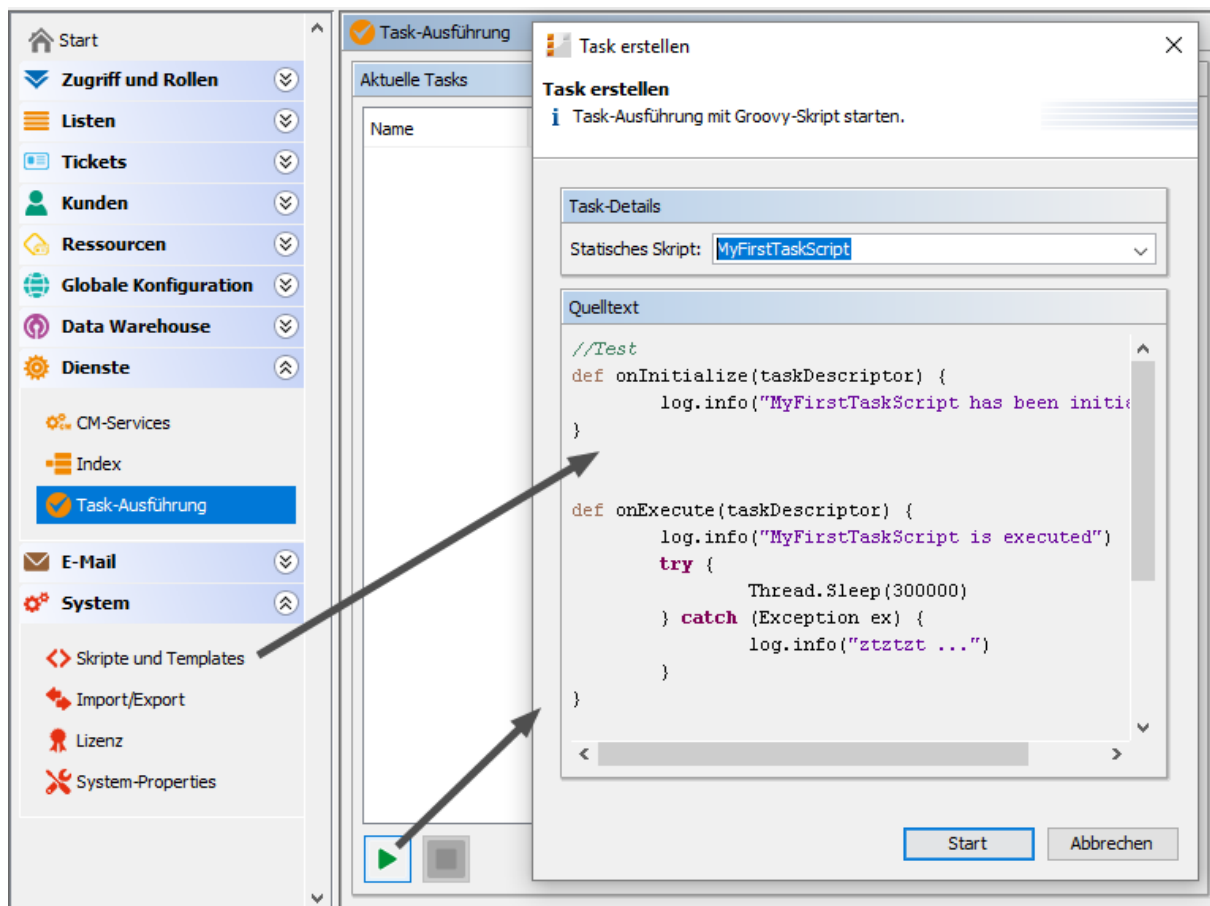 Start
Zugriff und Rollen
Listen
Tickets
Kunden
Ressourcen
Globale Konfiguration
Data Warehouse
Dienste
CM-Services
Index
Task-Ausführung
E-Mail
System
Skripte und Templates
Import/Export
Lizenz
System-Properties
Task-Ausführung
Aktuelle Tasks
Name
Task erstellen
Task erstellen
Task-Ausführung mit Groovy-Skript starten.
Task-Details
Statisches Skript: MyFirstTaskScript
Quelltext
//Test
def onInitialize(taskDescriptor) {
log.info("MyFirstTaskScript has been initia
}
def onExecute(taskDescriptor) {
log.info("MyFirstTaskScript is executed")
try {
Thread.Sleep(300000)
} catch (Exception ex) {
log.info("ztztzt ...")
}
}
Start
Abbrechen